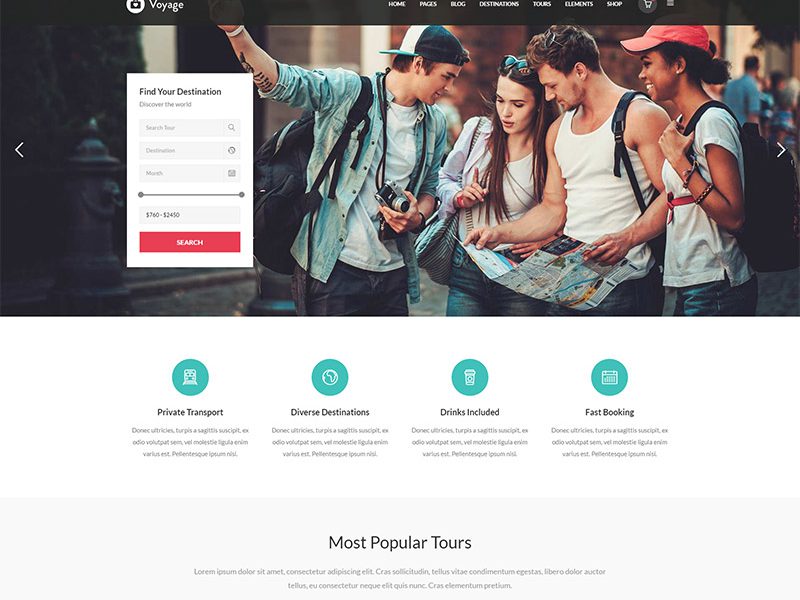 Voyage
HOME PAGES BLOG DESTINATIONS TOURS ELEMENTS SHOP
Find Your Destination
Discover the world
Search Tour
Destination
Month
$760 - $2450
SEARCH
Private Transport
Donec ultricies, turpis a sagittis suscipit, ex
odio volutpat sem, vel molestie ligula enim
varius est. Pellentesque ipsum nisi.
Diverse Destinations
Donec ultricies, turpis a sagittis suscipit, ex
odio volutpat sem, vel molestie ligula enim
varius est. Pellentesque ipsum nisi.
Drinks Included
Donec ultricies, turpis a sagittis suscipit, ex
odio volutpat sem, vel molestie ligula enim
varius est. Pellentesque ipsum nisi.
Fast Booking
Donec ultricies, turpis a sagittis suscipit, ex
odio volutpat sem, vel molestie ligula enim
varius est. Pellentesque ipsum nisi.
Most Popular Tours
Lorem ipsum dolor sit amet, consectetur adipiscing elit. Cras sollicitudin, tellus vitae condimentum egestas, libero dolor auctor
tellus, eu consectetur neque elit quis nunc. Cras elementum pretium.